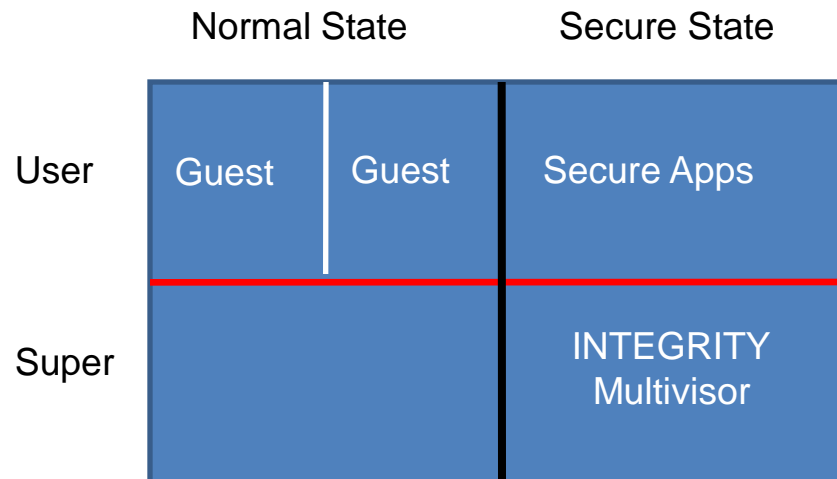 Normal State Secure State
User Guest Guest Secure Apps
Super INTEGRITY
Multivisor